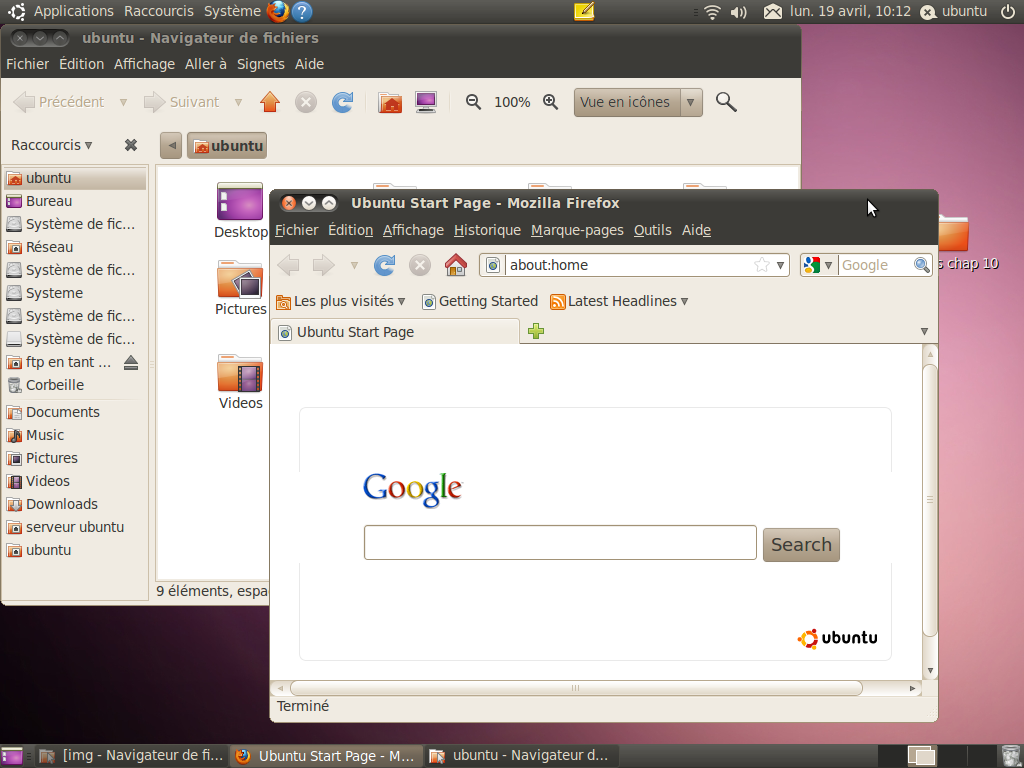 Applications Raccourcis Système lun. 19 avril, 10:12 ubuntu
ubuntu - Navigateur de fichiers
Fichier Édition Affichage Aller à Signets Aide
Précédent Suivant 100% Vue en icônes
Raccourcis ubuntu
ubuntu
Bureau
Système de fic...
Réseau
Système de fic...
Systeme
Système de fic...
Système de fic...
ftp en tant ...
Corbeille
Documents
Music
Pictures
Videos
Downloads
serveur ubuntu
ubuntu
Desktop
Pictures
Videos
9 éléments, espa
s chap 10
Ubuntu Start Page - Mozilla Firefox
Fichier Édition Affichage Historique Marque-pages Outils Aide
about:home Google
Les plus visités Getting Started Latest Headlines
Ubuntu Start Page
Google
Search
ubuntu
Terminé
[img - Navigateur de fi... Ubuntu Start Page - M... ubuntu - Navigateur d...